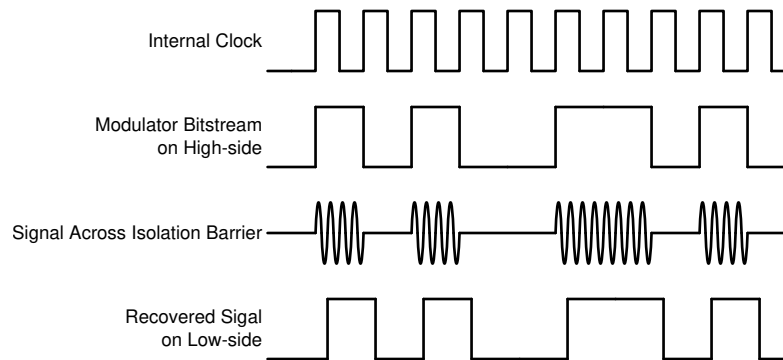 Internal Clock
Modulator Bitstream
on High-side
Signal Across Isolation Barrier
Recovered Sigal
on Low-side